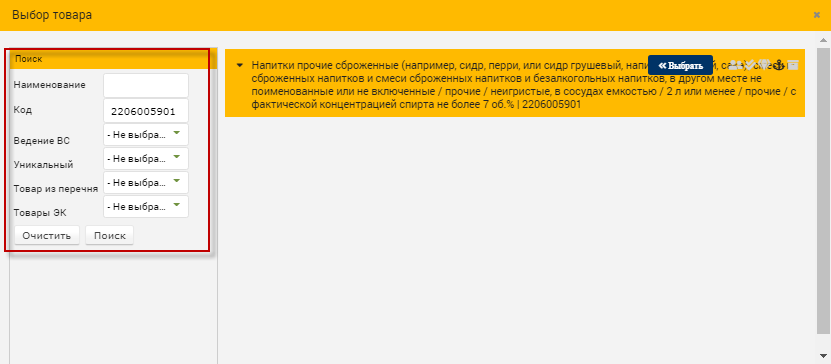 Выбор товара
Поиск
Наименование
Код 2206005901
Ведение ВС - Не выбра...
Уникальный - Не выбра...
Товар из перечня - Не выбра...
Товары ЭК - Не выбра...
Очистить Поиск
Напитки прочие сброженные (например, сидр, перри, или сидр грушевый,
Выбрать
сброженных напитков и смеси сброженных напитков и безалкогольных напитков, в другом месте не
поименованные или не включенные / прочие / неигристые, в сосудах емкостью / 2 л или менее / прочие / с
фактической концентрацией спирта не более 7 об.% | 2206005901